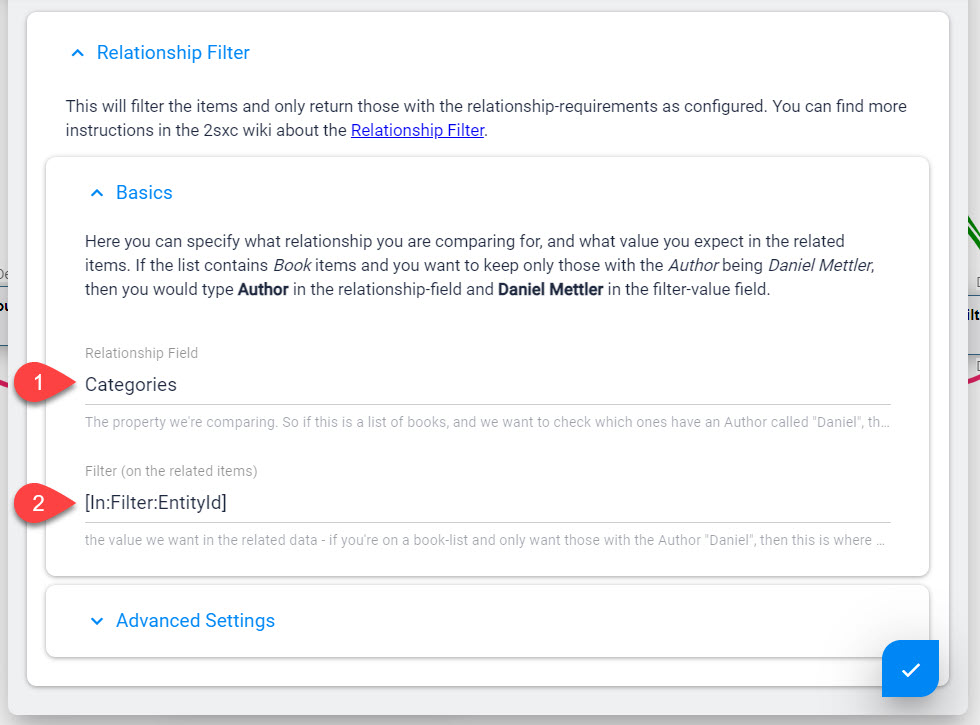 Relationship Filter
This will filter the items and only return those with the relationship-requirements as configured. You can find more
instructions in the 2sxc wiki about the Relationship Filter.
Basics
Here you can specify what relationship you are comparing for, and what value you expect in the related
items. If the list contains Book items and you want to keep only those with the Author being Daniel Mettler,
then you would type Author in the relationship-field and Daniel Mettler in the filter-value field.
Relationship Field
1
Categories
The property we're comparing. So if this is a list of books, and we want to check which ones have an Author called "Daniel", th...
Filter (on the related items)
2
[In:Filter:EntityId]
the value we want in the related data - if you're on a book-list and only want those with the Author "Daniel", then this is where ...
Advanced Settings